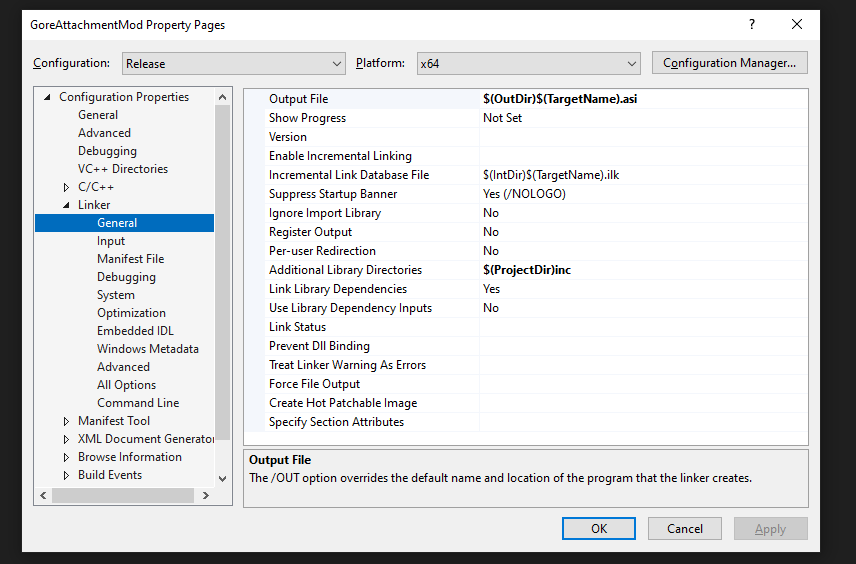 GoreAttachmentMod Property Pages
Configuration: Release Platform: x64 Configuration Manager...
Configuration Properties
General
Advanced
Debugging
VC++ Directories
C/C++
Linker
General
Input
Manifest File
Debugging
System
Optimization
Embedded IDL
Windows Metadata
Advanced
All Options
Command Line
Manifest Tool
XML Document Generator
Browse Information
Build Events
Output File $(OutDir)$(TargetName).asi
Show Progress Not Set
Version
Enable Incremental Linking
Incremental Link Database File $(IntDir)$(TargetName).ilk
Suppress Startup Banner Yes (/NOLOGO)
Ignore Import Library No
Register Output No
Per-user Redirection No
Additional Library Directories $(ProjectDir)inc
Link Library Dependencies Yes
Use Library Dependency Inputs No
Link Status
Prevent Dll Binding
Treat Linker Warning As Errors
Force File Output
Create Hot Patchable Image
Specify Section Attributes
Output File
The /OUT option overrides the default name and location of the program that the linker creates.
OK Cancel Apply